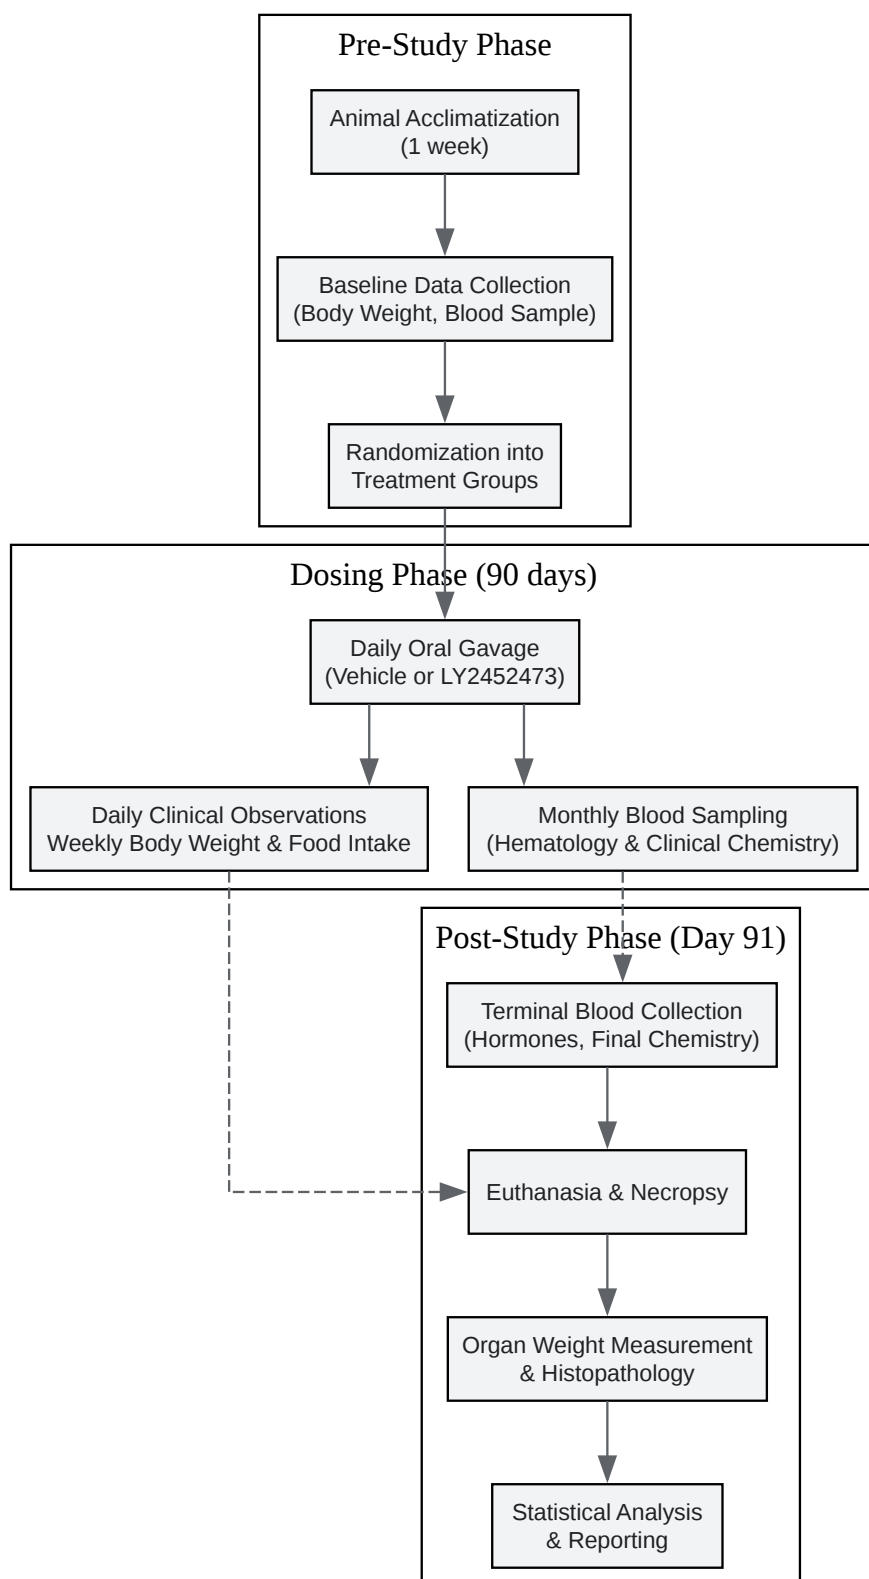 Pre-Study Phase
Animal Acclimatization
(1 week)
Baseline Data Collection
(Body Weight, Blood Sample)
Randomization into
Treatment Groups
Dosing Phase (90 days)
Daily Oral Gavage
(Vehicle or LY2452473)
Daily Clinical Observations
Weekly Body Weight & Food Intake
Monthly Blood Sampling
(Hematology & Clinical Chemistry)
Post-Study Phase (Day 91)
Terminal Blood Collection
(Hormones, Final Chemistry)
Euthanasia & Necropsy
Organ Weight Measurement
& Histopathology
Statistical Analysis
& Reporting